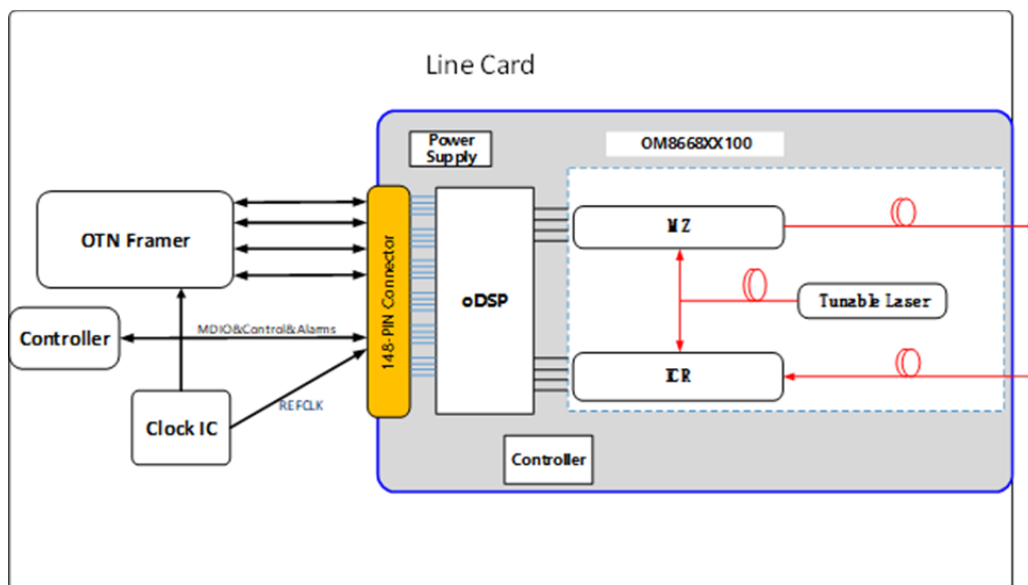 Line Card
Power
Supply
OM8668XX100
OTN Framer
148-PIN Connector
oDSP
MZ
Tunable Laser
Controller
MDIO&Control&Alarms
ICR
REFCLK
Clock IC
Controller